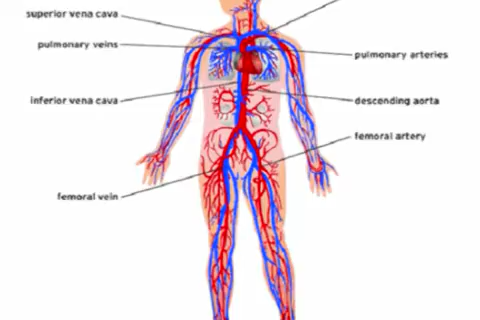 superior vena cava
pulmonary veins
pulmonary arteries
inferior vena cava
descending aorta
femoral artery
femoral vein